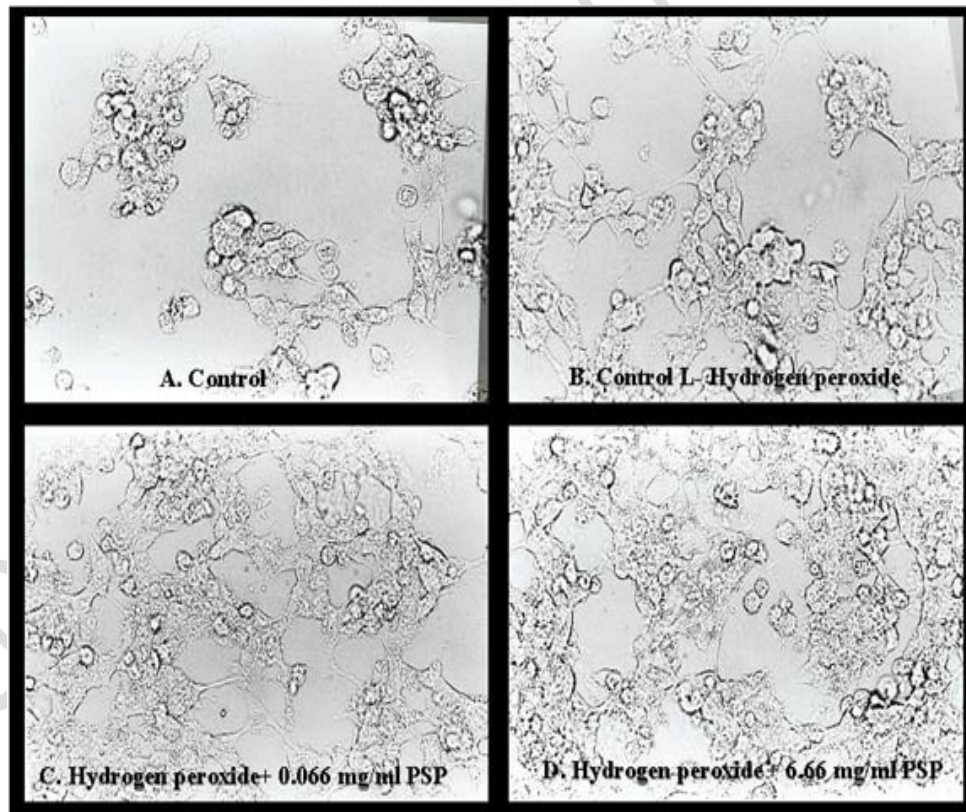 A. Control
B. Control L- Hydrogen peroxide
C. Hydrogen peroxide+ 0.066 mg/ml PSP
D. Hydrogen peroxide+ 6.66 mg/ml PSP